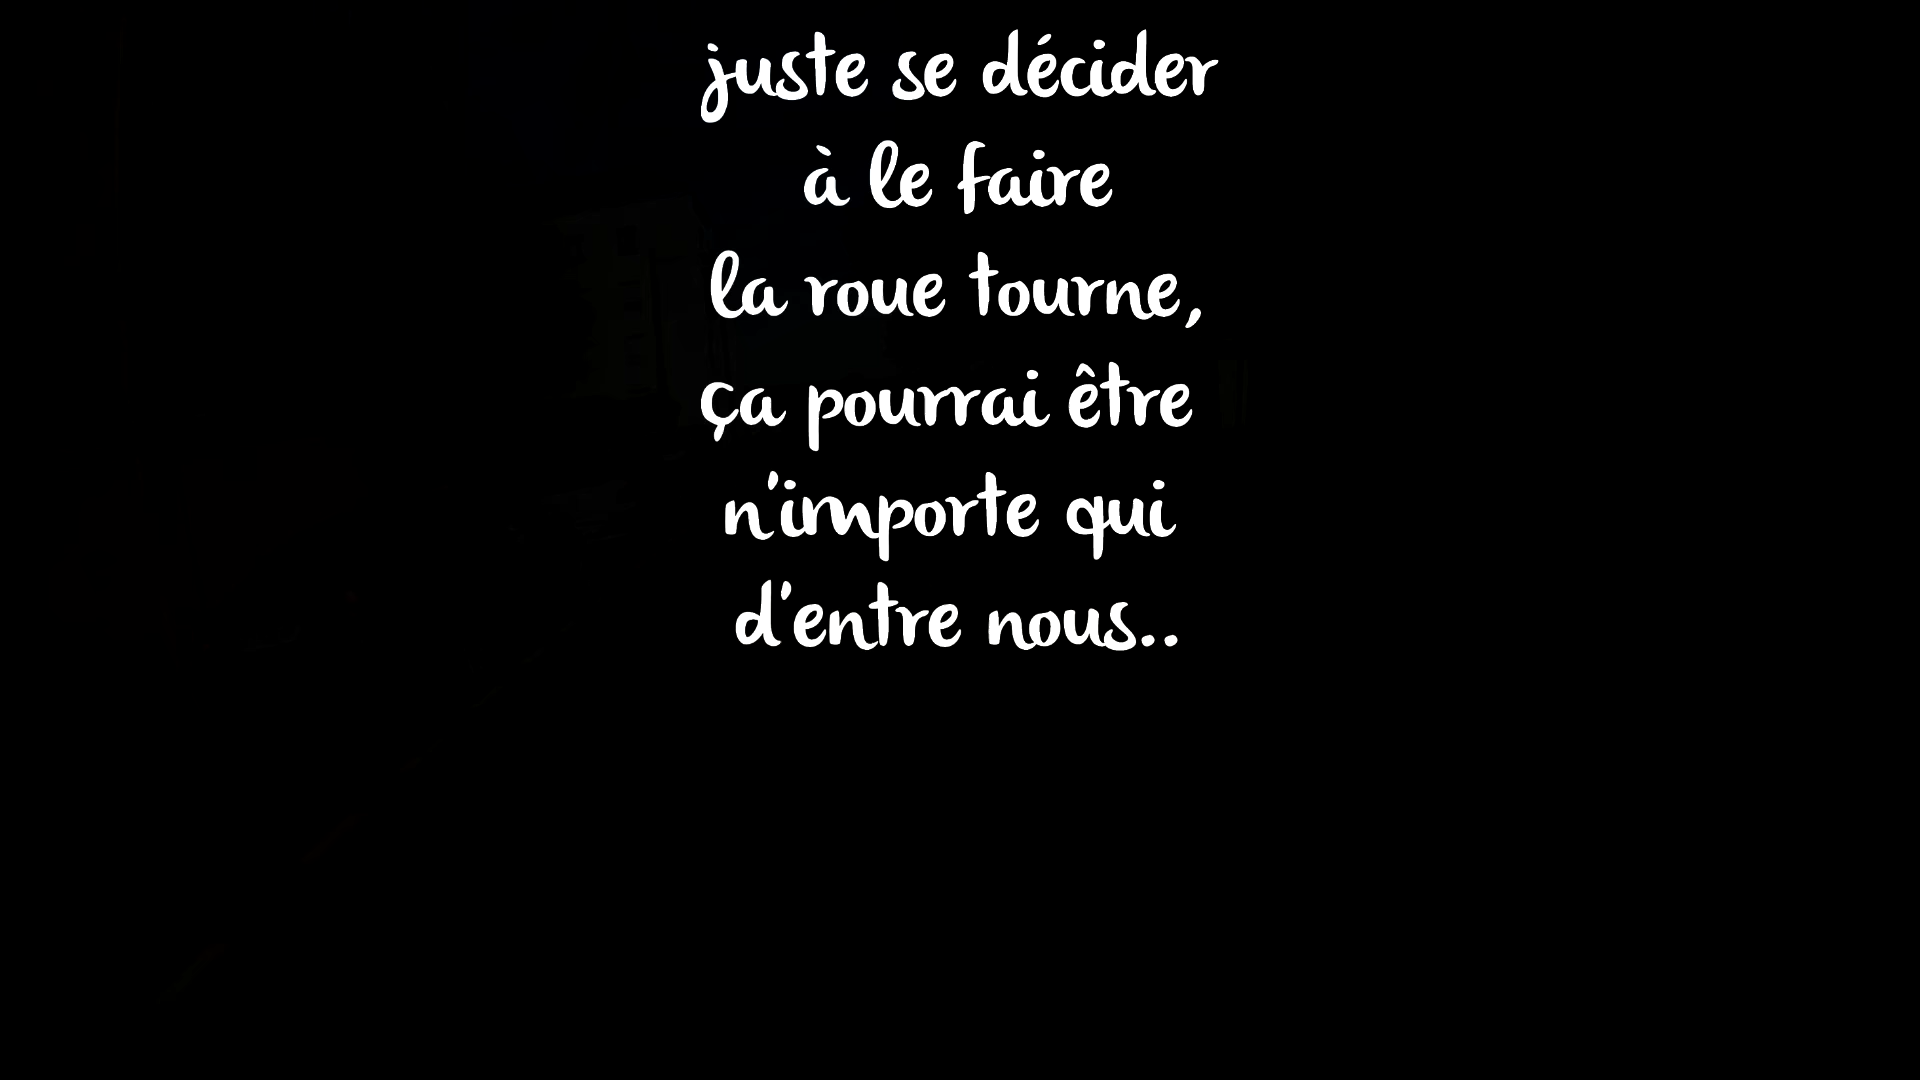 juste se décider
à le faire
la roue tourne,
ça pourrai être
n'importe qui
d'entre nous..